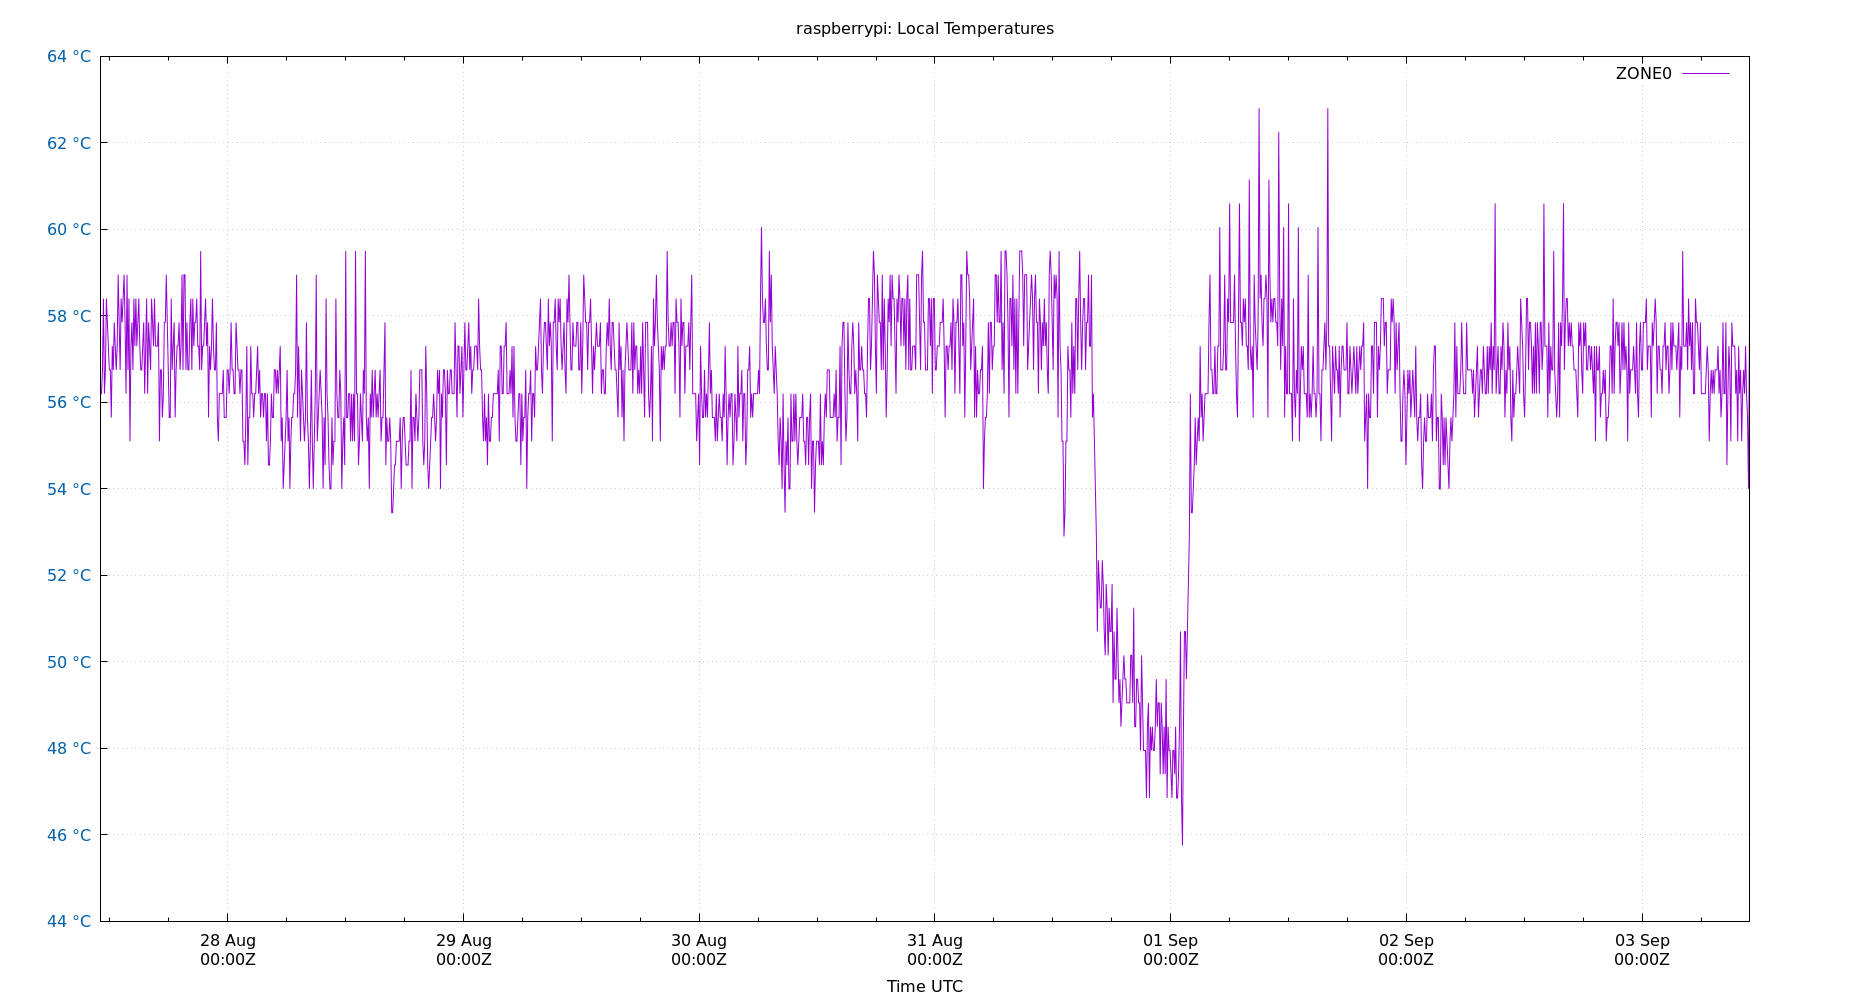 raspberrypi: Local Temperatures
64 °C
ZONE0
62 °C
60 °C
58 °C
56 °C
54 °C
52 °C
50 °C
48 °C
46 °C
44 °C
28 Aug 29 Aug 30 Aug 31 Aug 01 Sep 02 Sep 03 Sep
00:00Z 00:00Z 00:00Z 00:00Z 00:00Z 00:00Z 00:00Z
Time UTC